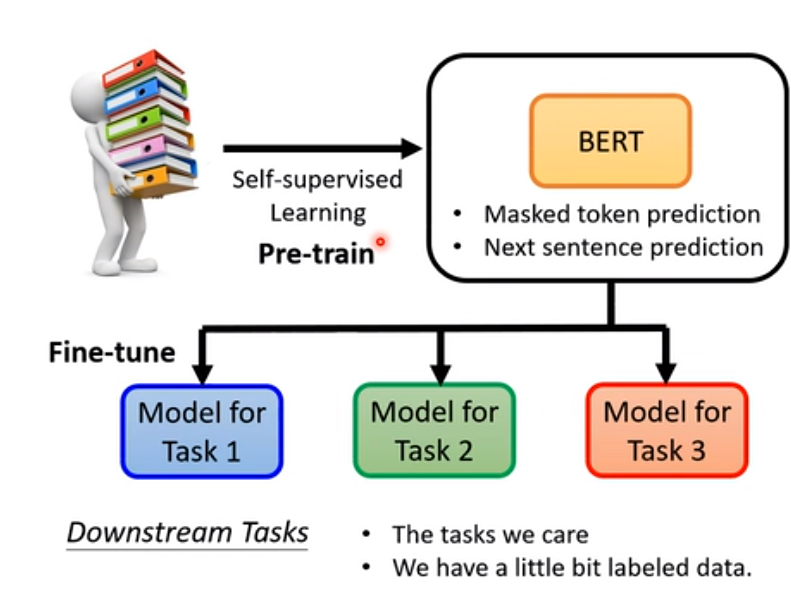 BERT
Self-supervised
Learning
Pre-train
• Masked token prediction
• Next sentence prediction
Fine-tune
Model for
Task 1
Model for
Task 2
Model for
Task 3
Downstream Tasks
• The tasks we care
• We have a little bit labeled data.